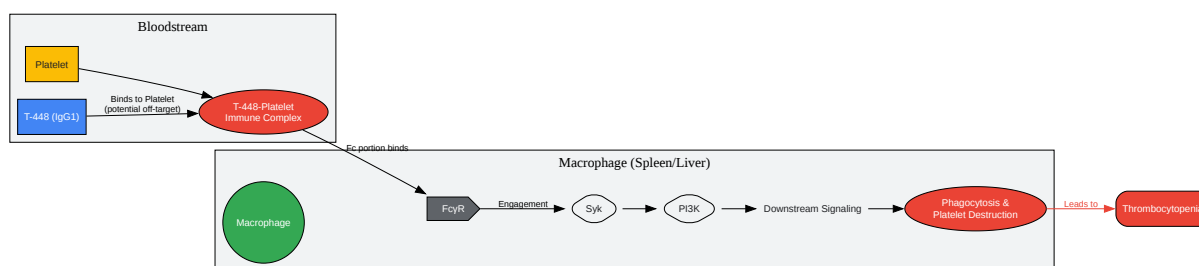 Bloodstream
Platelet
T-448 (IgG1)
Binds to Platelet
(potential off-target)
T-448-Platelet
Immune Complex
Fc portion binds
Macrophage (Spleen/Liver)
Macrophage
FcγR
Engagement
Syk
PI3K
Downstream Signaling
Phagocytosis &
Platelet Destruction
Leads to
Thrombocytopenia